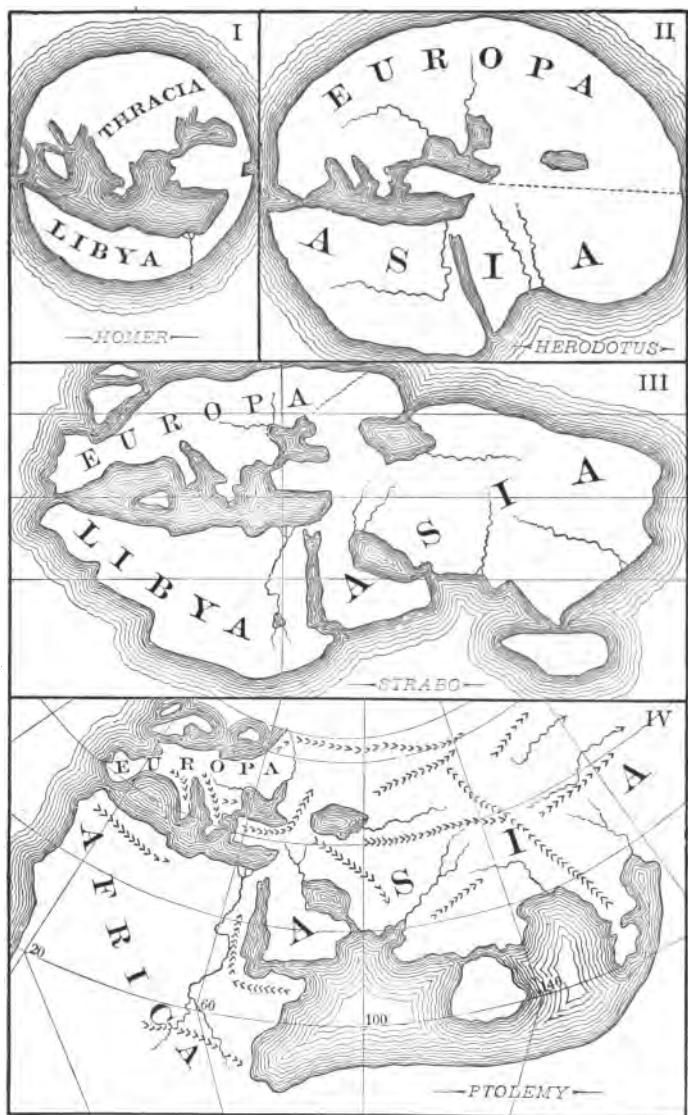 I
THRACIA
LIBYA
HOMER
II
EUROPA
ASIA
HERODOTUS
III
EUROPA
ASIA
LIBYA
STRABO
IV
EUROPA
ASIA
AFRICA
20
60
100
140
PTOLEMY